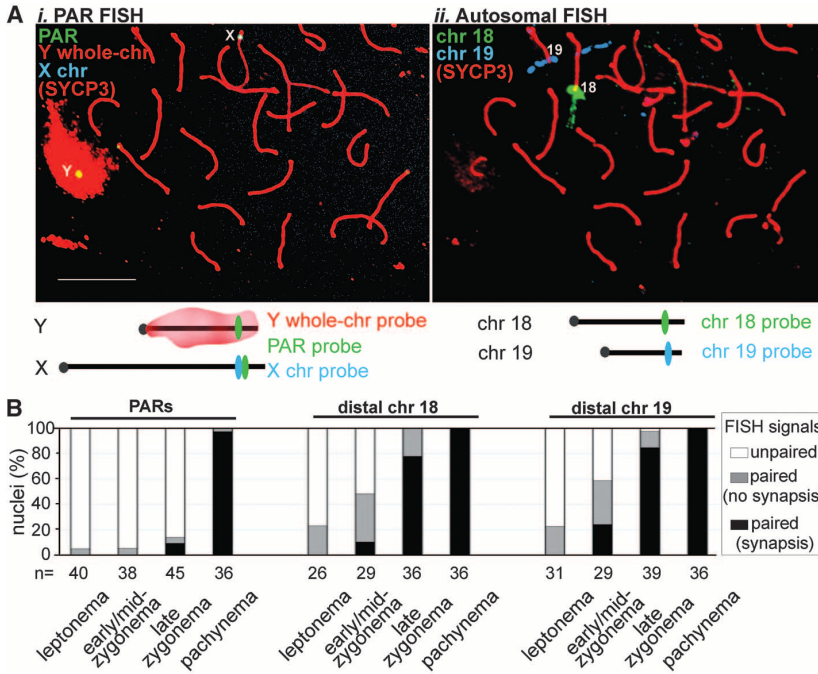 A
i. PAR FISH
PAR
Y whole-chr
X chr
(SYCP3)
X
Y
ii. Autosomal FISH
chr 18
chr 19
(SYCP3)
19
18
Y
X
Y whole-chr probe
PAR probe
X chr probe
chr 18
chr 19
chr 18 probe
chr 19 probe
B
PARs
distal chr 18
distal chr 19
nuclei (%)
100
80
60
40
20
0
n= 40 38 45 36 26 29 36 36 31 29 39 36
leptonema
early/mid-
zygonema
late
zygonema
pachynema
leptonema
early/mid-
zygonema
late
zygonema
pachynema
leptonema
early/mid-
zygonema
late
zygonema
pachynema
FISH signals
unpaired
paired
(no synapsis)
paired
(synapsis)